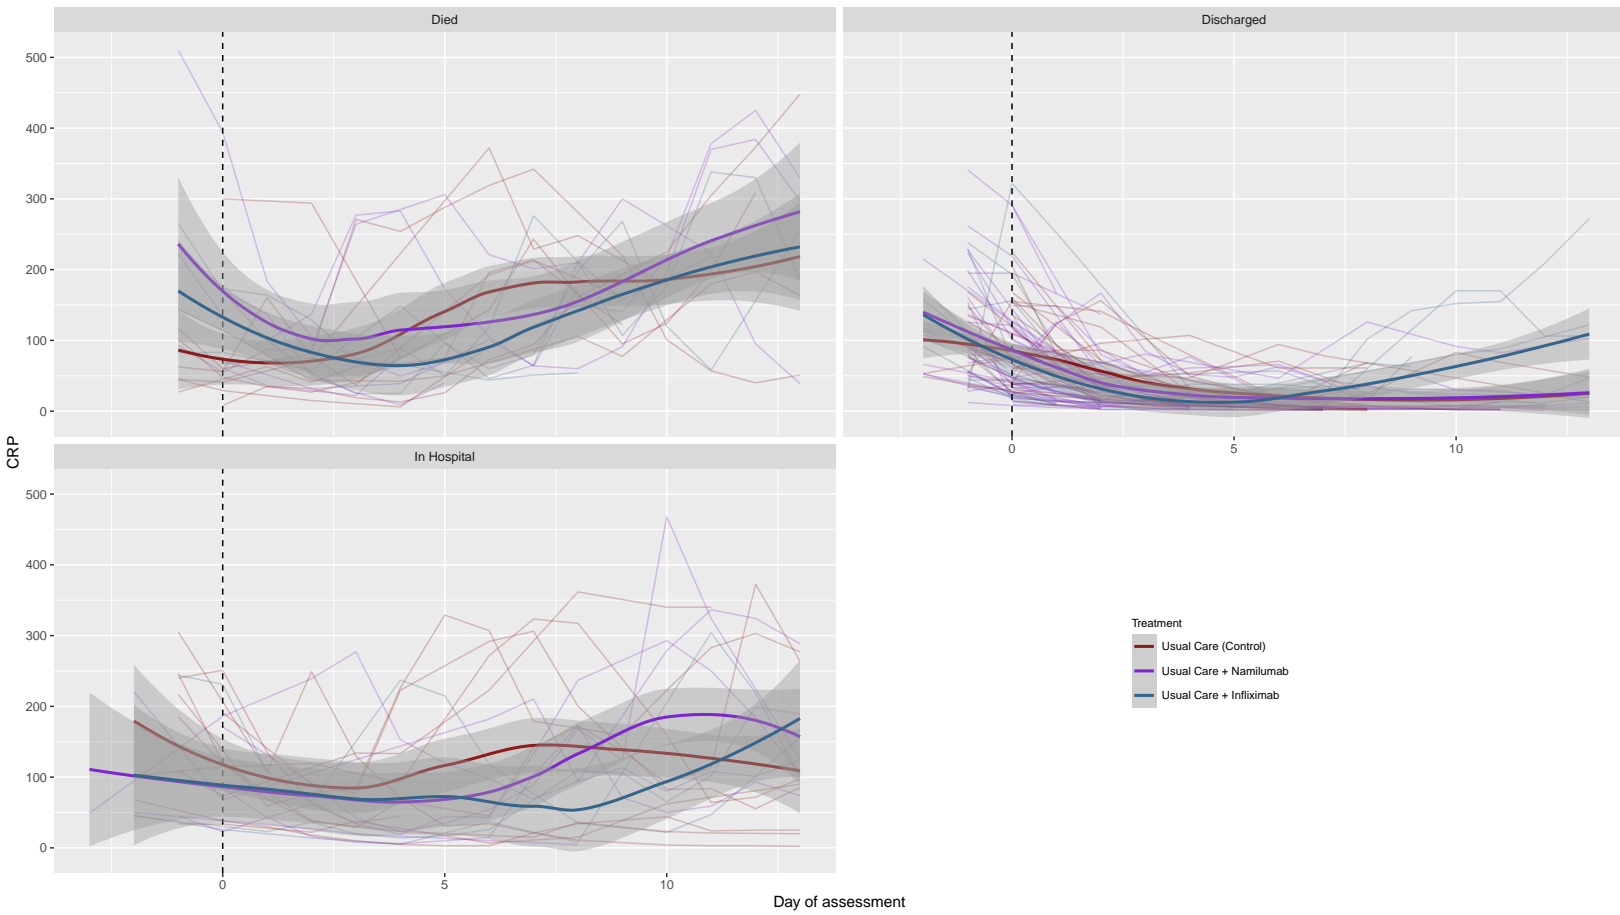 Died
Discharged
500
400
300
200
100
0
0
5
10
In Hospital
500
400
300
200
100
0
0
5
10
CRP
Day of assessment
Treatment
Usual Care (Control)
Usual Care + Namilumab
Usual Care + Infliximab